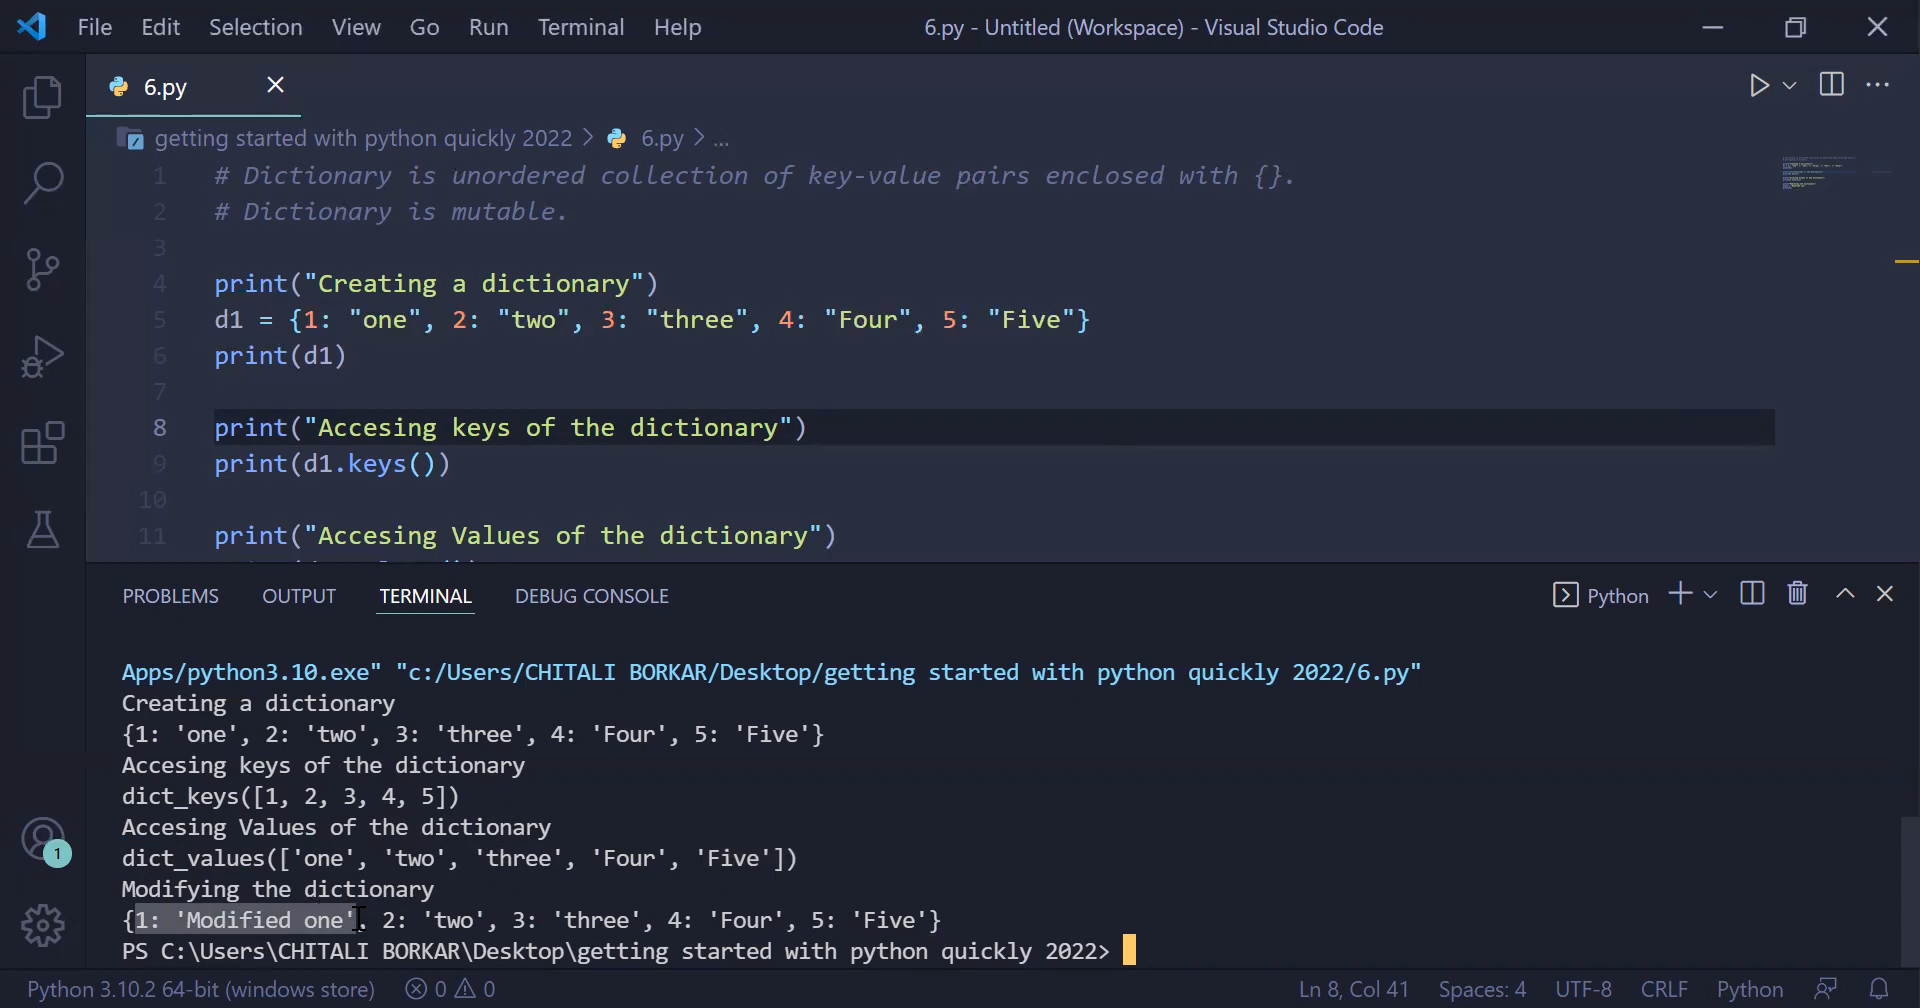 File Edit Selection View Go Run Terminal Help 6.py - Untitled (Workspace) - Visual Studio Code
6.py
getting started with python quickly 2022 > 6.py > ...
1 # Dictionary is unordered collection of key-value pairs enclosed with {}.
2 # Dictionary is mutable.
3
4 print("Creating a dictionary")
5 d1 = {1: "one", 2: "two", 3: "three", 4: "Four", 5: "Five"}
6 print(d1)
7
8 print("Accesing keys of the dictionary")
9 print(d1.keys())
10
11 print("Accesing Values of the dictionary")
PROBLEMS OUTPUT TERMINAL DEBUG CONSOLE Python
Apps/python3.10.exe" "c:/Users/CHITALI BORKAR/Desktop/getting started with python quickly 2022/6.py"
Creating a dictionary
{1: 'one', 2: 'two', 3: 'three', 4: 'Four', 5: 'Five'}
Accesing keys of the dictionary
dict_keys([1, 2, 3, 4, 5])
Accesing Values of the dictionary
dict_values(['one', 'two', 'three', 'Four', 'Five'])
Modifying the dictionary
{1: 'Modified one', 2: 'two', 3: 'three', 4: 'Four', 5: 'Five'}
PS C:\Users\CHITALI BORKAR\Desktop\getting started with python quickly 2022>
1
Python 3.10.2 64-bit (windows store) 0 0 Ln 8, Col 41 Spaces: 4 UTF-8 CRLF Python